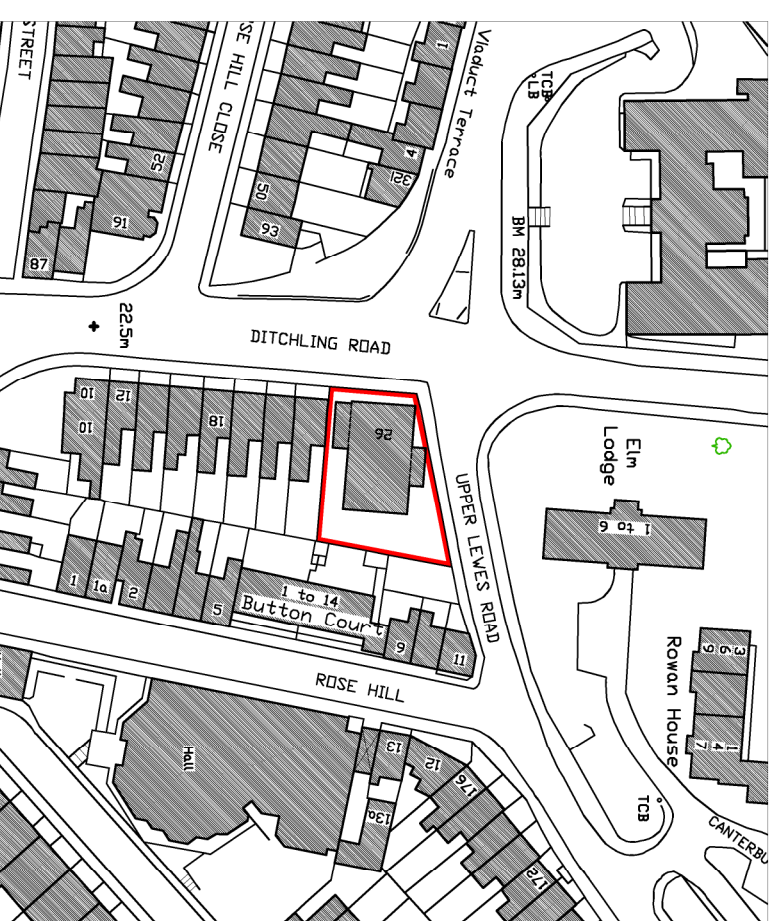 STREET
SE HILL CLOSE
1
Viaduct Terrace
TCB
LB
52
4
321
50
91
93
87
BM 28.13m
22.5m
DITCHLING ROAD
10
12
10
18
26
UPPER LEWES ROAD
Elm
Lodge
1 to 6
1
1a
2
5
1 to 14
Button Court
9
11
ROSE HILL
Rowan House
3
6
9
1
4
7
Hall
13
12
13a
176
172
TCB
CANTERBU